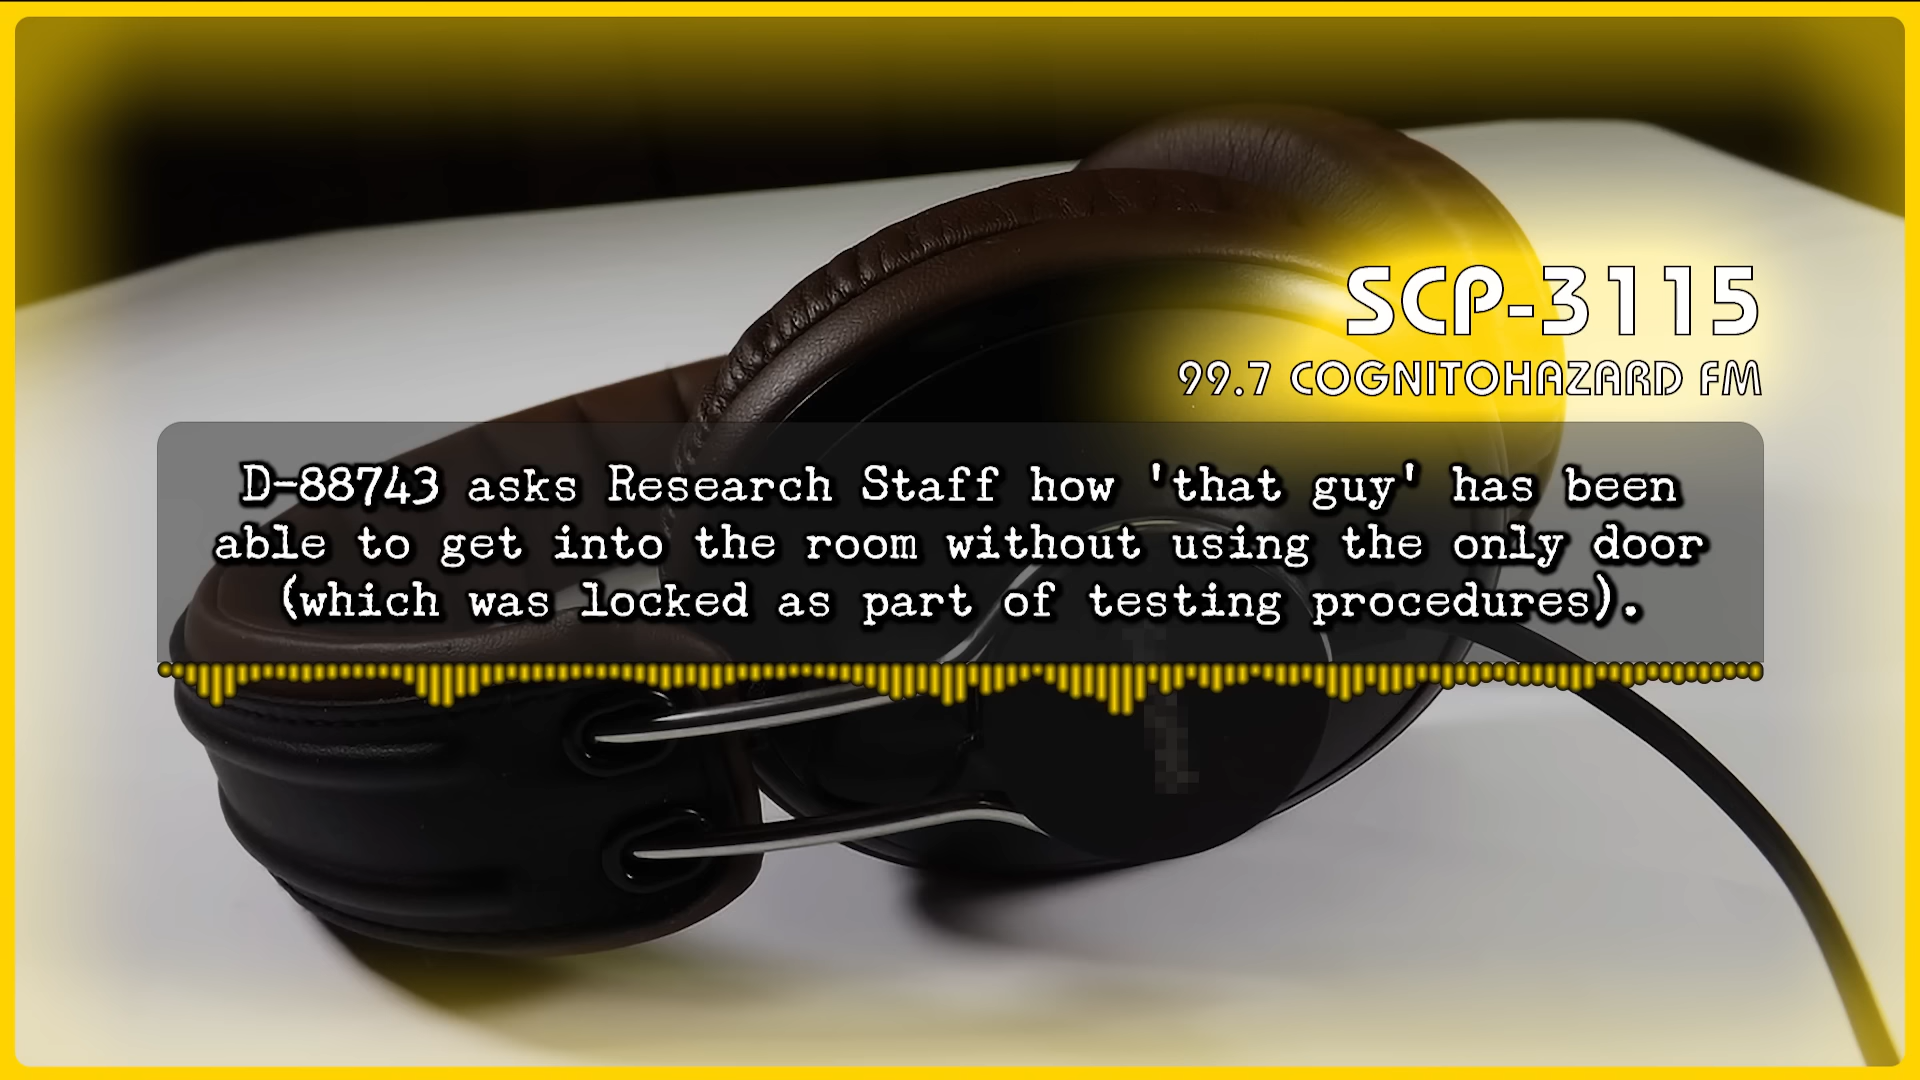 SCP-3115
99.7 COGNITOHAZARD FM
D-88743 asks Research Staff how 'that guy' has been
able to get into the room without using the only door
(which was locked as part of testing procedures).